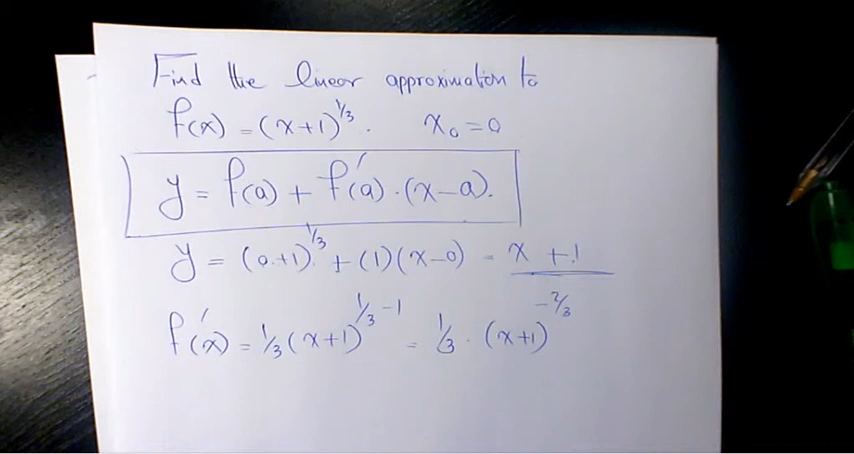 Find the linear approximation to
f(x) = (x+1)^1/3. x₀ = 0
y = f(a) + f'(a)·(x-a).
y = (0+1)^1/3 + (1)(x-0) = x + 1
f'(x) = 1/3(x+1)^1/3-1 = 1/3 · (x+1)^-2/3